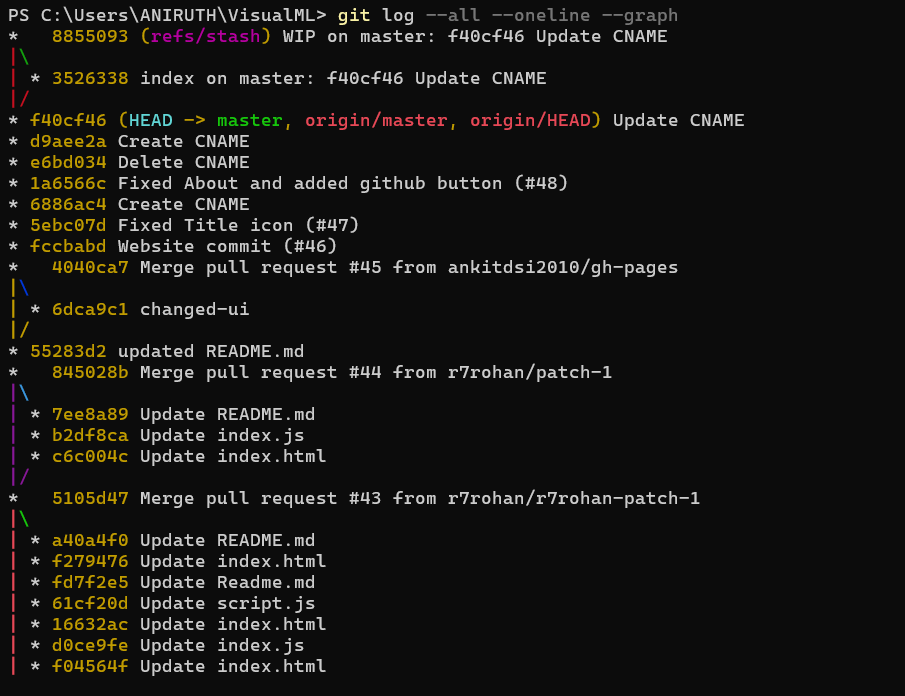 PS C:\Users\ANIRUTH\VisualML> git log --all --oneline --graph
*   8855093 (refs/stash) WIP on master: f40cf46 Update CNAME
|\
| * 3526338 index on master: f40cf46 Update CNAME
|/
* f40cf46 (HEAD -> master, origin/master, origin/HEAD) Update CNAME
* d9aee2a Create CNAME
* e6bd034 Delete CNAME
* 1a6566c Fixed About and added github button (#48)
* 6886ac4 Create CNAME
* 5ebc07d Fixed Title icon (#47)
* fccbabd Website commit (#46)
*   4040ca7 Merge pull request #45 from ankitdsi2010/gh-pages
|\
| * 6dca9c1 changed-ui
|/
* 55283d2 updated README.md
*   845028b Merge pull request #44 from r7rohan/patch-1
|\
| * 7ee8a89 Update README.md
| * b2df8ca Update index.js
| * c6c004c Update index.html
|/
*   5105d47 Merge pull request #43 from r7rohan/r7rohan-patch-1
|\
| * a40a4f0 Update README.md
| * f279476 Update index.html
| * fd7f2e5 Update Readme.md
| * 61cf20d Update script.js
| * 16632ac Update index.html
| * d0ce9fe Update index.js
| * f04564f Update index.html